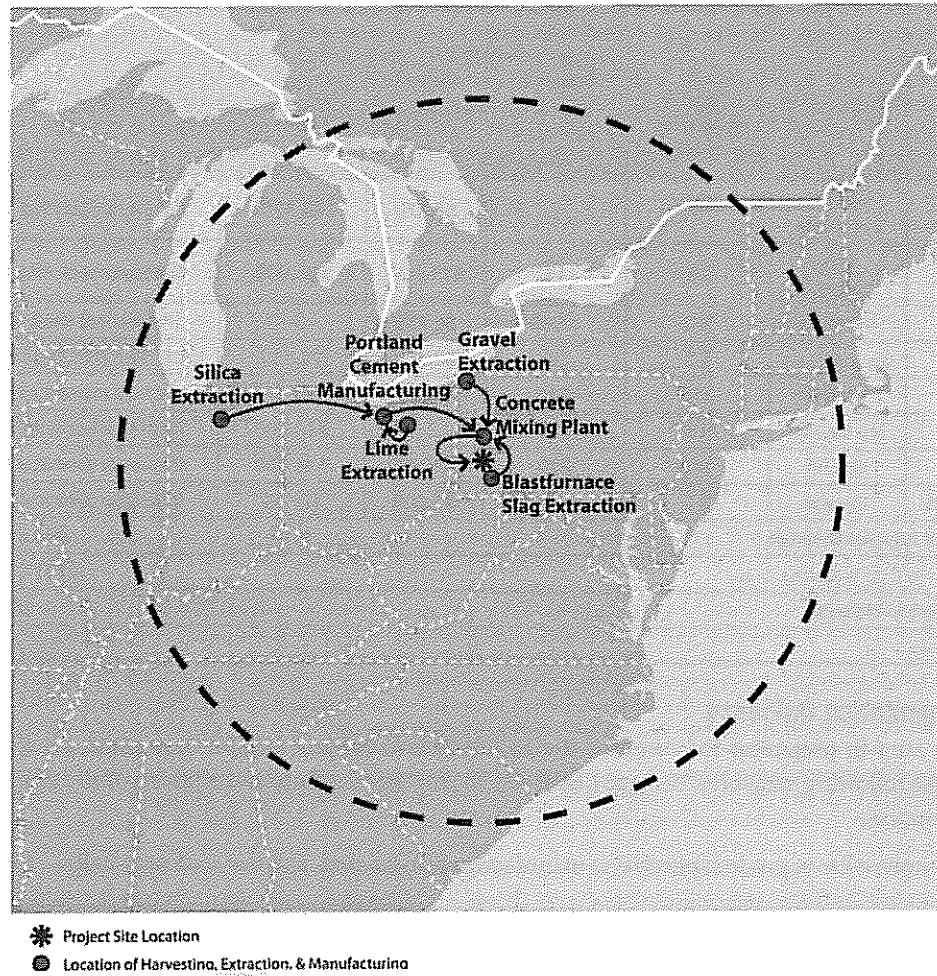 Portland
Cement
Manufacturing
Gravel
Extraction
Silica
Extraction
Concrete
Mixing Plant
Lime
Extraction
Blastfurnace
Slag Extraction
Project Site Location
Location of Harvesting, Extraction, & Manufacturing